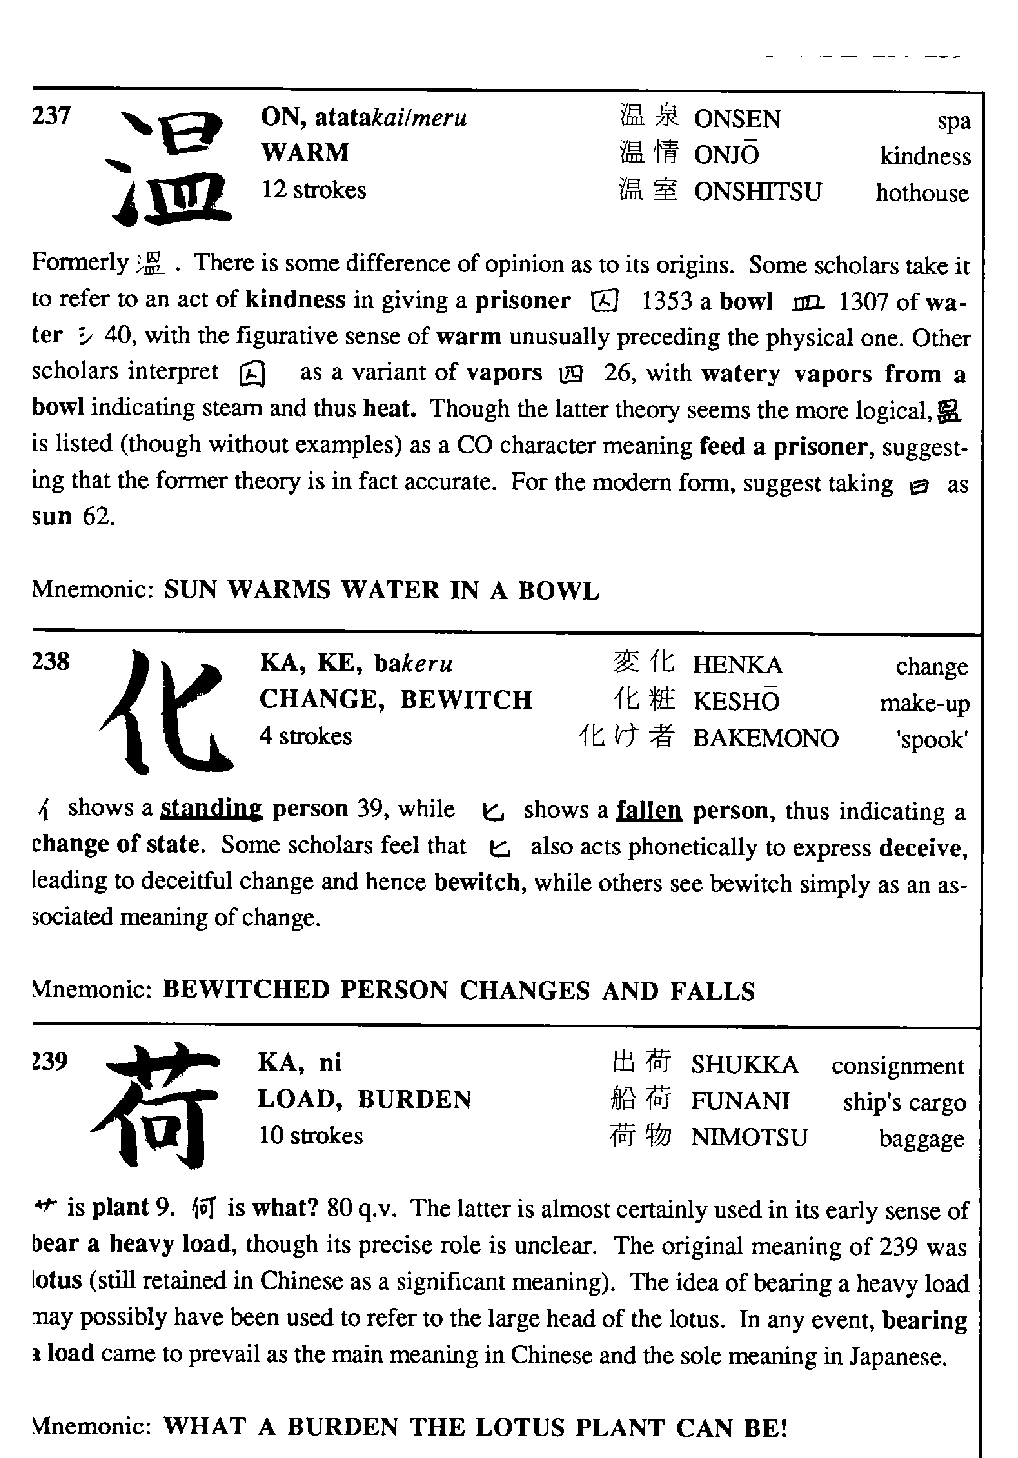 237 温 ON, atatakai/meru 温泉 ONSEN spa
WARM 温情 ONJŌ kindness
12 strokes 温室 ONSHITSU hothouse
Formerly 溫 . There is some difference of opinion as to its origins. Some scholars take it
to refer to an act of kindness in giving a prisoner 囚 1353 a bowl 皿 1307 of wa-
ter 氵 40, with the figurative sense of warm unusually preceding the physical one. Other
scholars interpret 囚 as a variant of vapors 四 26, with watery vapors from a
bowl indicating steam and thus heat. Though the latter theory seems the more logical, 𥁕
is listed (though without examples) as a CO character meaning feed a prisoner, suggest-
ing that the former theory is in fact accurate. For the modern form, suggest taking 日 as
sun 62.
Mnemonic: SUN WARMS WATER IN A BOWL
238 化 KA, KE, bakeru 変化 HENKA change
CHANGE, BEWITCH 化粧 KESHŌ make-up
4 strokes 化け者 BAKEMONO 'spook'
亻 shows a standing person 39, while 匕 shows a fallen person, thus indicating a
change of state. Some scholars feel that 匕 also acts phonetically to express deceive,
leading to deceitful change and hence bewitch, while others see bewitch simply as an as-
sociated meaning of change.
Mnemonic: BEWITCHED PERSON CHANGES AND FALLS
239 荷 KA, ni 出荷 SHUKKA consignment
LOAD, BURDEN 船荷 FUNANI ship's cargo
10 strokes 荷物 NIMOTSU baggage
艹 is plant 9. 何 is what? 80 q.v. The latter is almost certainly used in its early sense of
bear a heavy load, though its precise role is unclear. The original meaning of 239 was
lotus (still retained in Chinese as a significant meaning). The idea of bearing a heavy load
may possibly have been used to refer to the large head of the lotus. In any event, bearing
a load came to prevail as the main meaning in Chinese and the sole meaning in Japanese.
Mnemonic: WHAT A BURDEN THE LOTUS PLANT CAN BE!